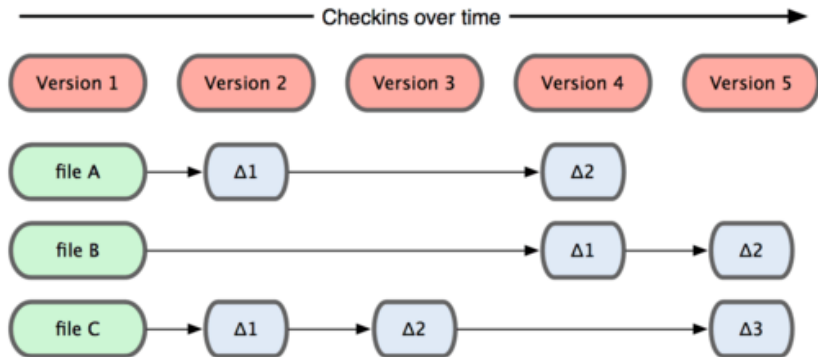 Checkins over time
Version 1 Version 2 Version 3 Version 4 Version 5
file A Δ1 Δ2
file B Δ1 Δ2
file C Δ1 Δ2 Δ3